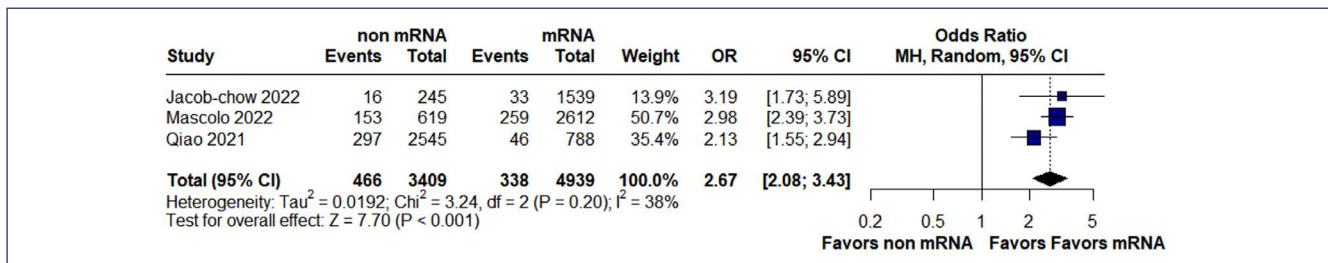 non mRNA mRNA Odds Ratio
Study Events Total Events Total Weight OR 95% CI MH, Random, 95% CI
Jacob-chow 2022 16 245 33 1539 13.9% 3.19 [1.73; 5.89]
Mascolo 2022 153 619 259 2612 50.7% 2.98 [2.39; 3.73]
Qiao 2021 297 2545 46 788 35.4% 2.13 [1.55; 2.94]
Total (95% CI) 466 3409 338 4939 100.0% 2.67 [2.08; 3.43]
Heterogeneity: Tau² = 0.0192; Chi² = 3.24, df = 2 (P = 0.20); I² = 38%
Test for overall effect: Z = 7.70 (P < 0.001)
0.2 0.5 1 2 5
Favors non mRNA Favors Favors mRNA